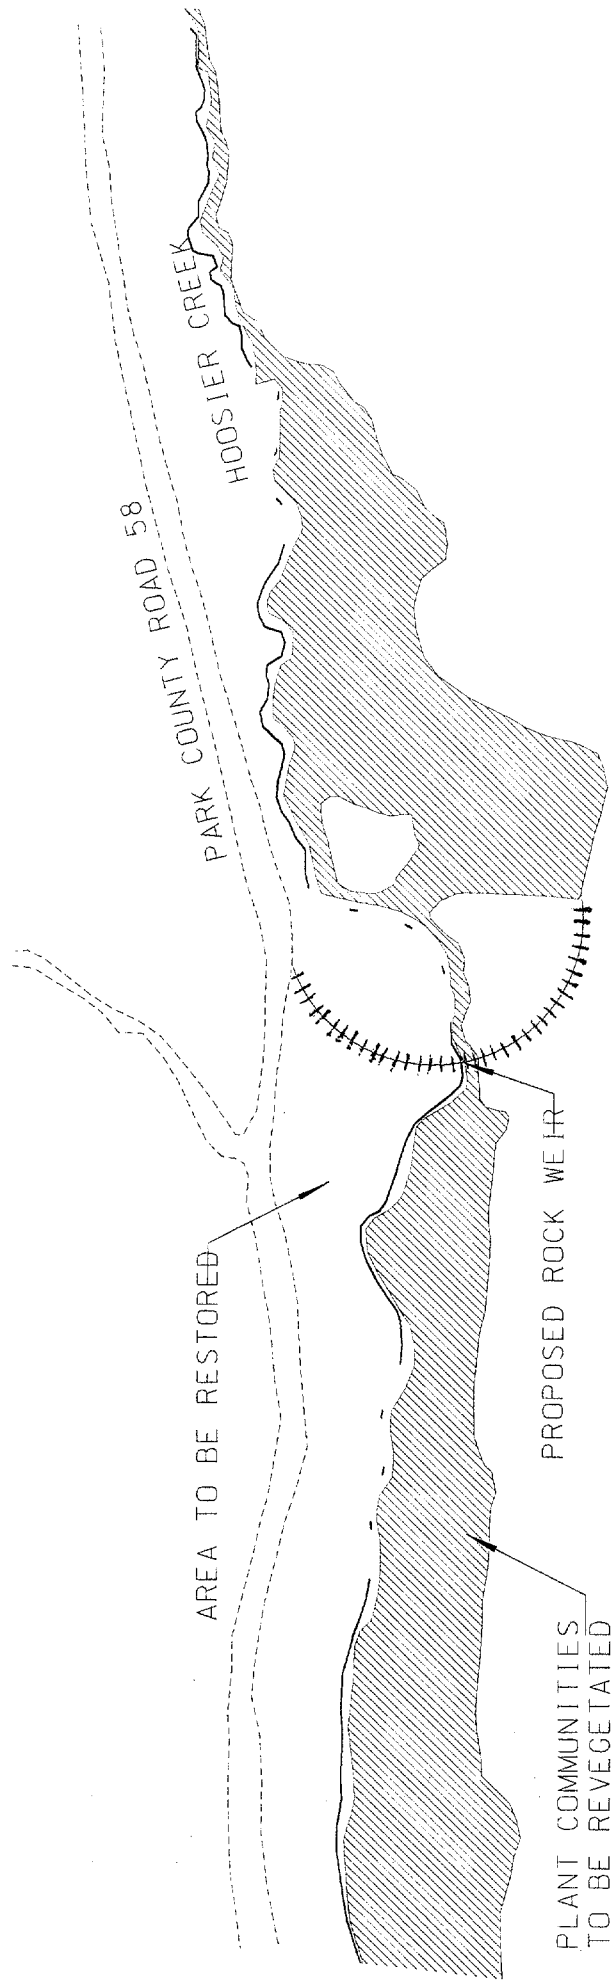 HOOSIER CREEK
PARK COUNTY ROAD 58
AREA TO BE RESTORED
PROPOSED ROCK WEIR
PLANT COMMUNITIES
TO BE REVEGETATED